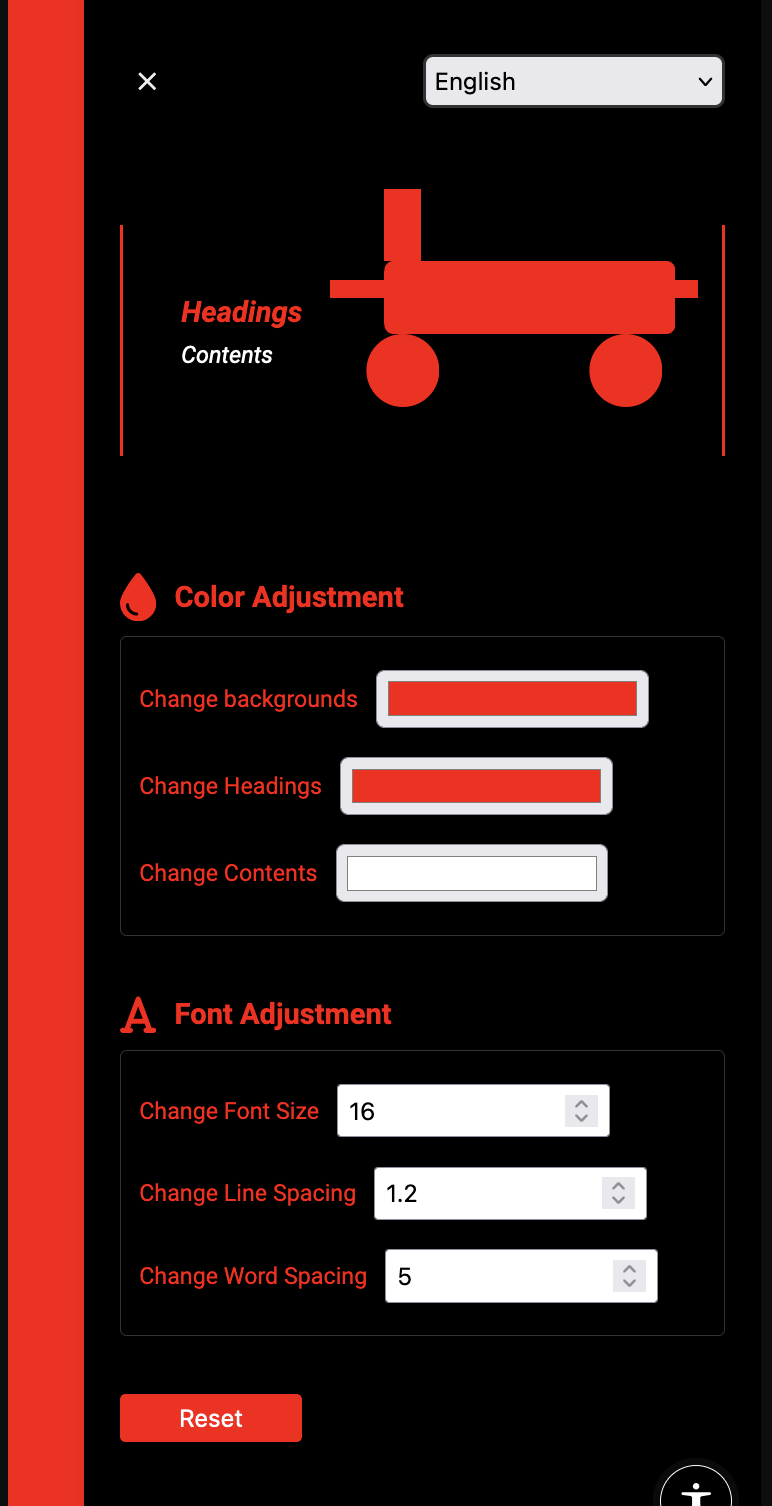 English
Headings
Contents
Color Adjustment
Change backgrounds
Change Headings
Change Contents
Font Adjustment
Change Font Size 16
Change Line Spacing 1.2
Change Word Spacing 5
Reset